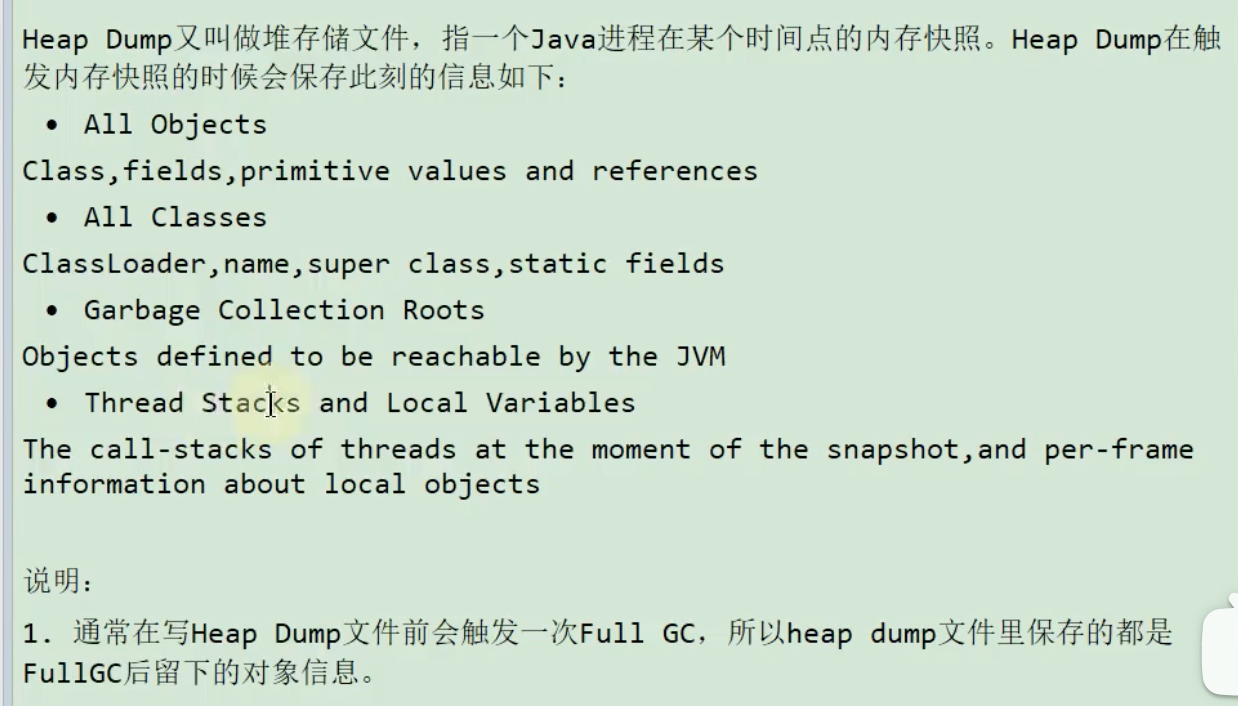 Heap Dump又叫做堆存储文件，指一个Java进程在某个时间点的内存快照。Heap Dump在触
发内存快照的时候会保存此刻的信息如下：
• All Objects
Class,fields,primitive values and references
• All Classes
ClassLoader,name,super class,static fields
• Garbage Collection Roots
Objects defined to be reachable by the JVM
• Thread Stacks and Local Variables
The call-stacks of threads at the moment of the snapshot,and per-frame
information about local objects
说明：
1. 通常在写Heap Dump文件前会触发一次Full GC，所以heap dump文件里保存的都是
FullGC后留下的对象信息。